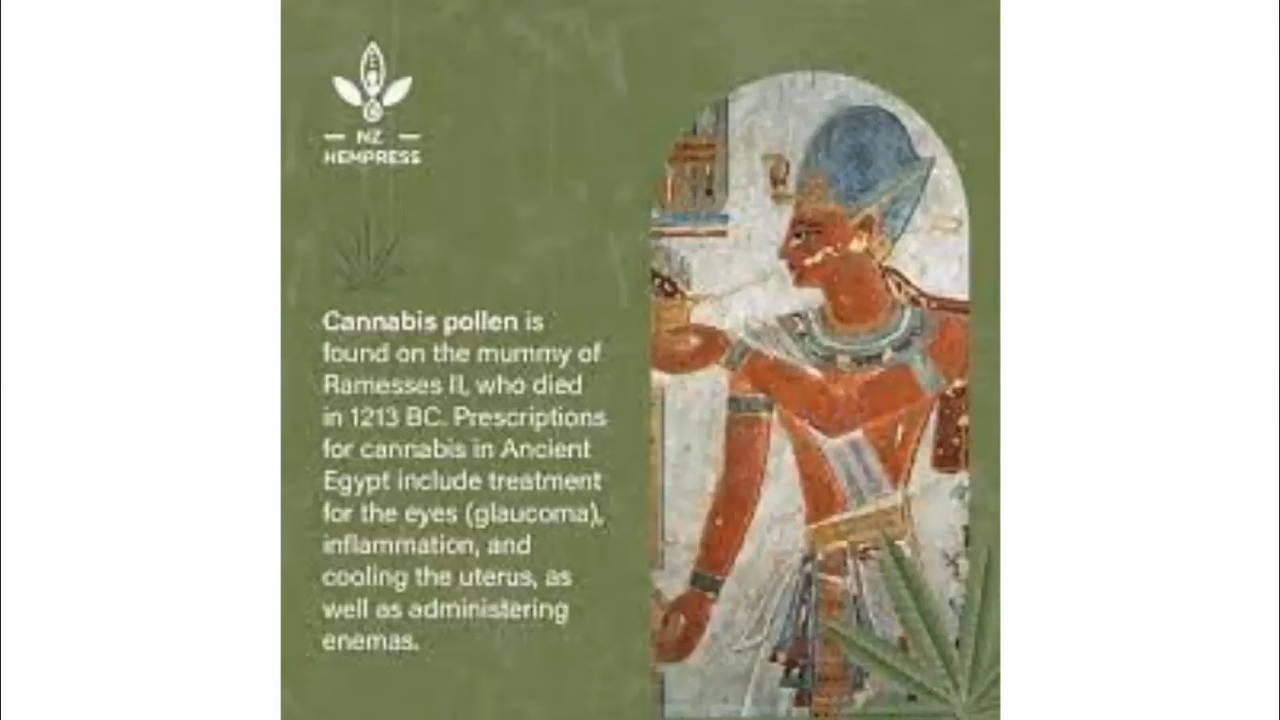 NZ
HEMPRESS
Cannabis pollen is
found on the mummy of
Ramesses II, who died
in 1213 BC. Prescriptions
for cannabis in Ancient
Egypt include treatment
for the eyes (glaucoma),
inflammation, and
cooling the uterus, as
well as administering
enemas.